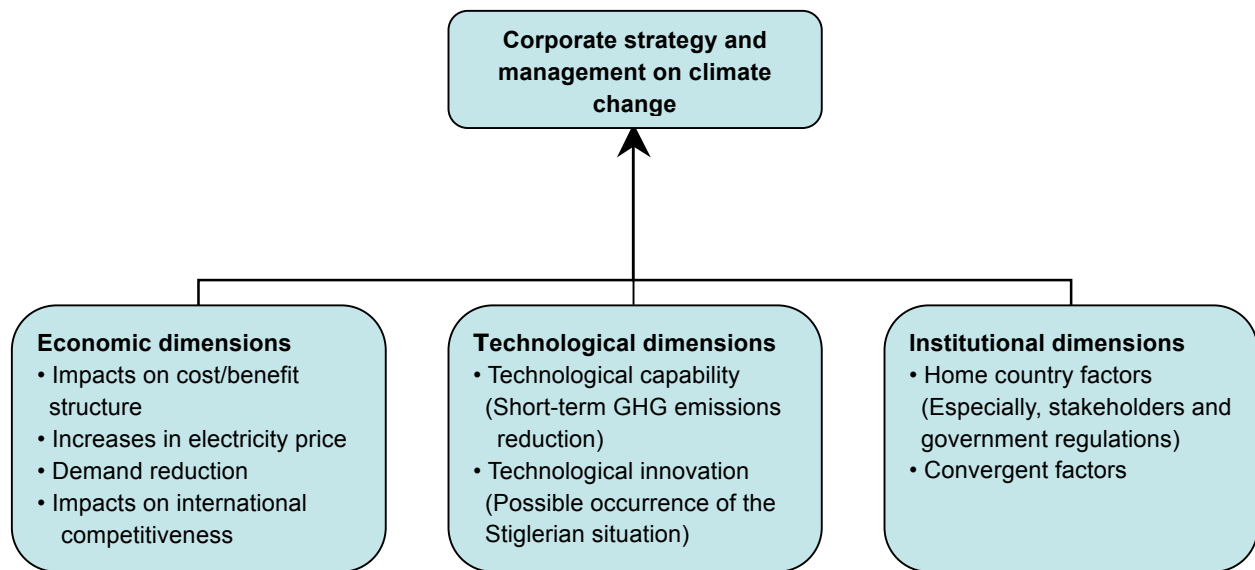 Corporate strategy and
management on climate
change
Economic dimensions
• Impacts on cost/benefit
structure
• Increases in electricity price
• Demand reduction
• Impacts on international
competitiveness
Technological dimensions
• Technological capability
(Short-term GHG emissions
reduction)
• Technological innovation
(Possible occurrence of the
Stiglerian situation)
Institutional dimensions
• Home country factors
(Especially, stakeholders and
government regulations)
• Convergent factors